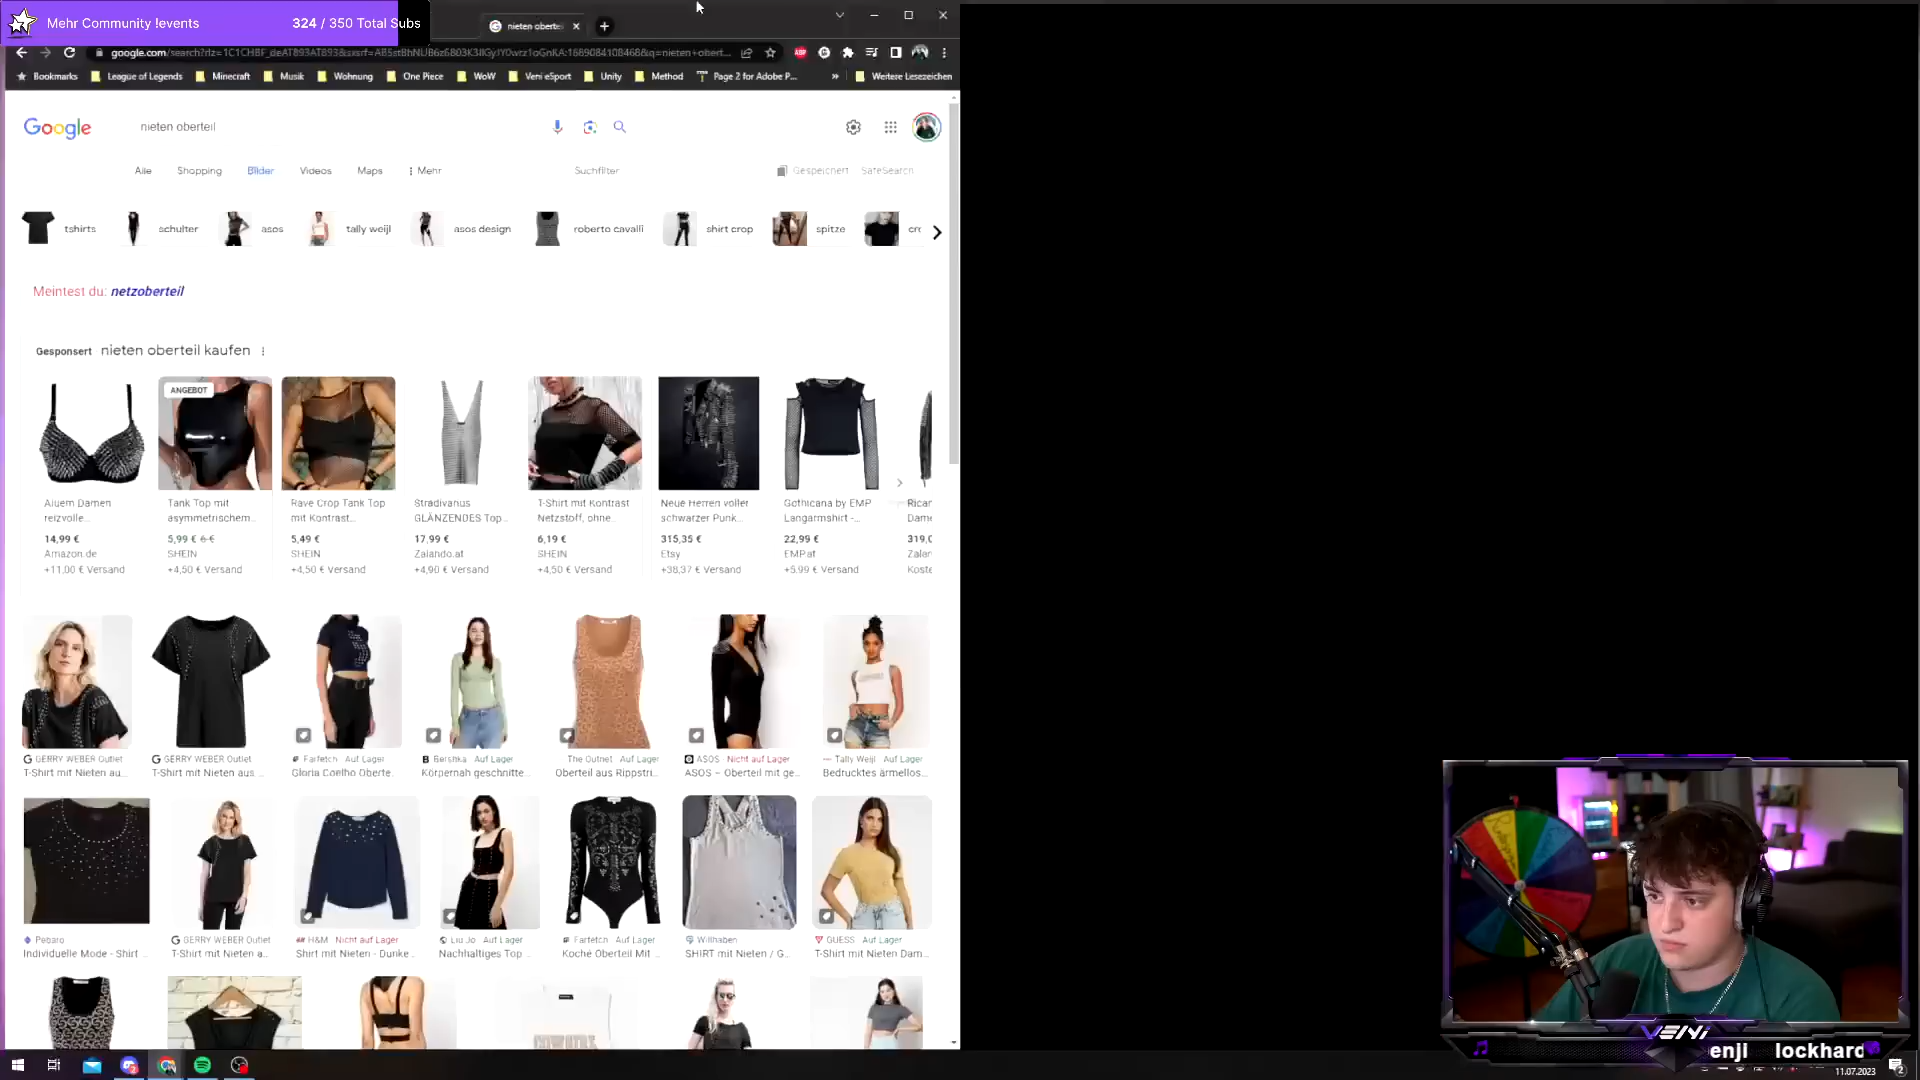 Mehr Community !events
324 / 350 Total Subs
Bookmarks
League of Legends
Minecraft
Musik
Wohnung
One Piece
WoW
Veni eSport
Unity
Method
Page 2 for Adobe P...
Weitere Lesezeichen
Google
nieten oberteil
Alle
Shopping
Bilder
Videos
Maps
Mehr
Suchfilter
Gespeichert
SafeSearch
tshirts
schulter
asos
tally weijl
asos design
roberto cavalli
shirt crop
spitze
Meintest du: netzoberteil
Gesponsert nieten oberteil kaufen
ANGEBOT
Aiuem Damen
reizvolle...
14,99 €
Amazon.de
+11,00 € Versand
Tank Top mit
asymmetrischem...
5,99 € 6 €
SHEIN
+4,50 € Versand
Rave Crop Tank Top
mit Kontrast...
5,49 €
SHEIN
+4,50 € Versand
Stradivarius
GLÄNZENDES Top...
17,99 €
Zalando.at
+4,90 € Versand
T-Shirt mit Kontrast
Netzstoff, ohne...
6,19 €
SHEIN
+4,50 € Versand
Neue Herren voller
schwarzer Punk...
315,35 €
Etsy
+38,37 € Versand
Gothicana by EMP
Langarmshirt -...
22,99 €
EMP.at
+5,99 € Versand
GERRY WEBER Outlet
T-Shirt mit Nieten au...
GERRY WEBER Outlet
T-Shirt mit Nieten aus ...
Farfetch · Auf Lager
Gloria Coelho Oberte...
Bershka · Auf Lager
Körpernah geschnitte...
The Outnet · Auf Lager
Oberteil aus Rippstri...
ASOS · Nicht auf Lager
ASOS – Oberteil mit ge...
Tally Weijl · Auf Lager
Bedrucktes ärmellos...
Pebaro
Individuelle Mode - Shirt ...
GERRY WEBER Outlet
T-Shirt mit Nieten a...
H&M · Nicht auf Lager
Shirt mit Nieten - Dunke...
Liu Jo · Auf Lager
Nachhaltiges Top ...
Farfetch · Auf Lager
Koché Oberteil Mit ...
Willhaben
SHIRT mit Nieten / G...
GUESS · Auf Lager
T-Shirt mit Nieten Dam...
VENI
enji lockhard
11.07.2023